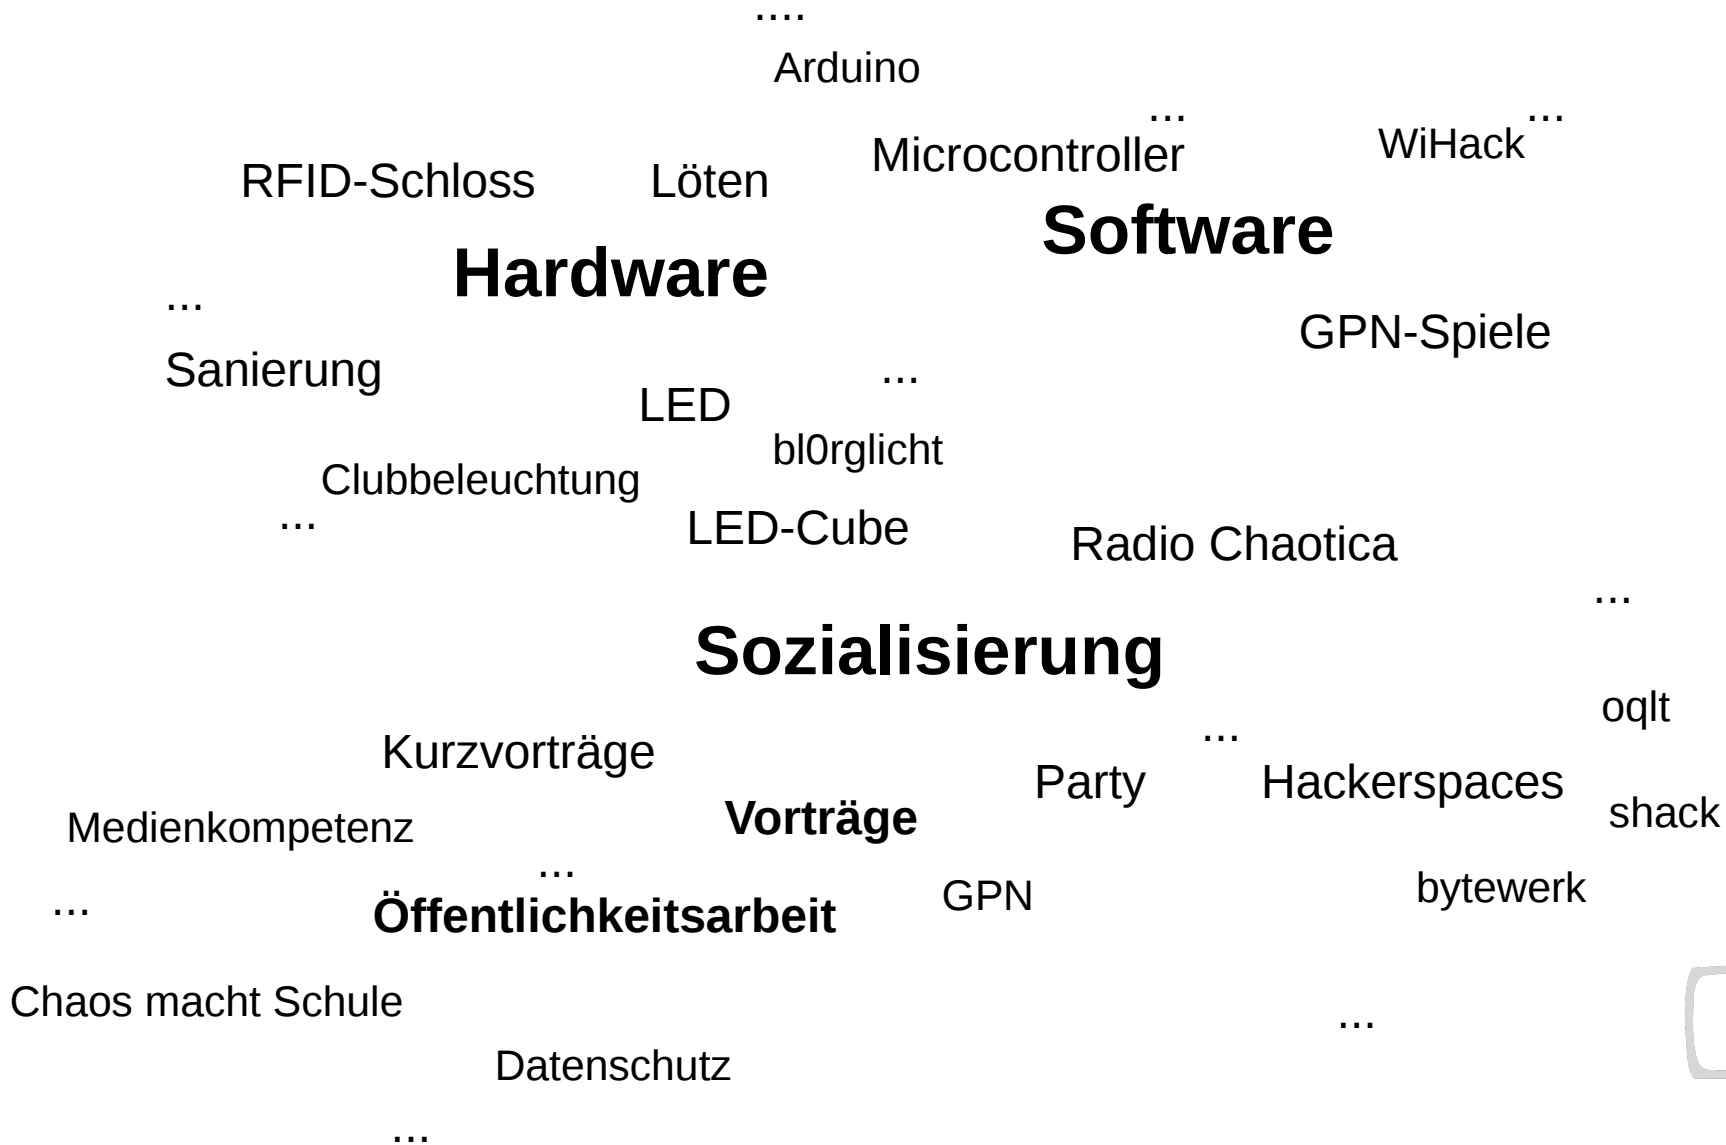 ....
Arduino
...
...
Microcontroller
WiHack
RFID-Schloss
Löten
Software
Hardware
...
GPN-Spiele
Sanierung
...
LED
bl0rglicht
Clubbeleuchtung
...
LED-Cube
Radio Chaotica
...
Sozialisierung
oqlt
...
Kurzvorträge
Party
Hackerspaces
shack
Vorträge
Medienkompetenz
...
GPN
bytewerk
...
Öffentlichkeitsarbeit
Chaos macht Schule
...
Datenschutz
...